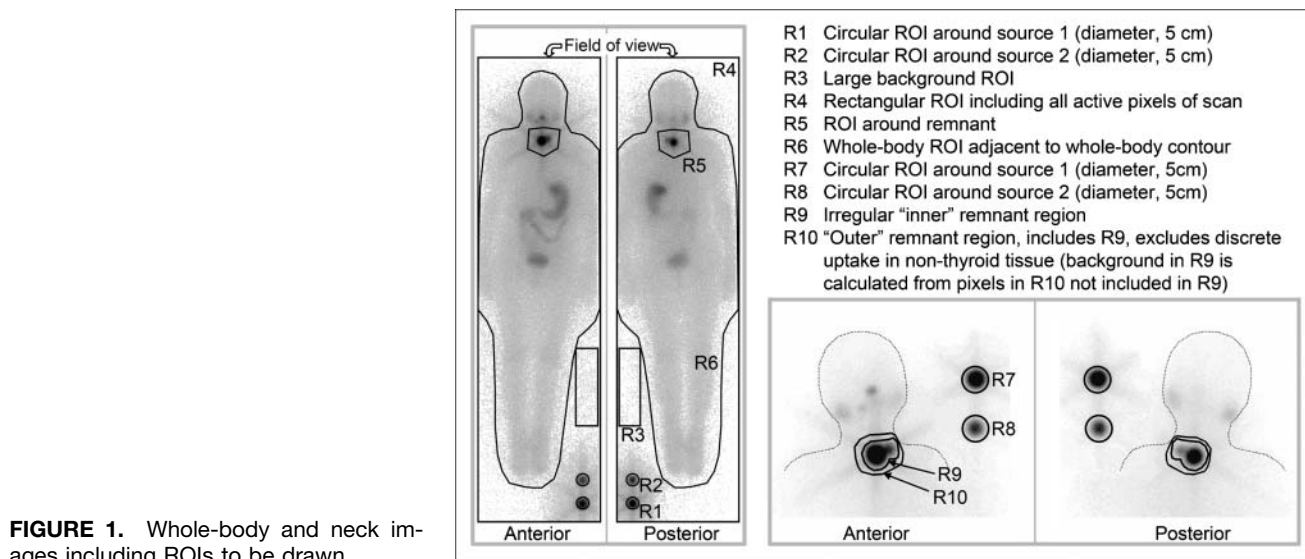 FIGURE 1. Whole-body and neck im-
ages including ROIs to be drawn
Field of view
R4
R5
R6
R3
R2
R1
Anterior
Posterior
R1 Circular ROI around source 1 (diameter, 5 cm)
R2 Circular ROI around source 2 (diameter, 5 cm)
R3 Large background ROI
R4 Rectangular ROI including all active pixels of scan
R5 ROI around remnant
R6 Whole-body ROI adjacent to whole-body contour
R7 Circular ROI around source 1 (diameter, 5cm)
R8 Circular ROI around source 2 (diameter, 5cm)
R9 Irregular “inner” remnant region
R10 “Outer” remnant region, includes R9, excludes discrete
uptake in non-thyroid tissue (background in R9 is
calculated from pixels in R10 not included in R9)
R7
R8
R9
R10
Anterior
Posterior